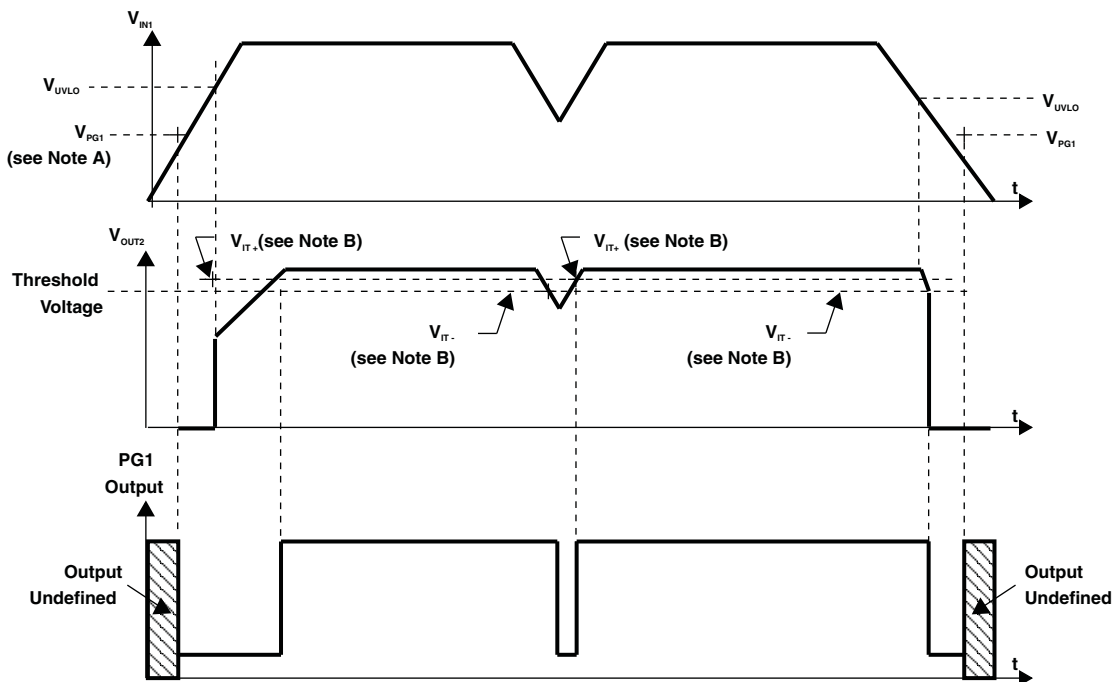 VIN1
VUVLO
VPG1
(see Note A)
VUVLO
VPG1
t
VOUT2
VIT+(see Note B)
VIT+ (see Note B)
Threshold
Voltage
VIT-
(see Note B)
VIT-
(see Note B)
t
PG1
Output
Output
Undefined
Output
Undefined
t